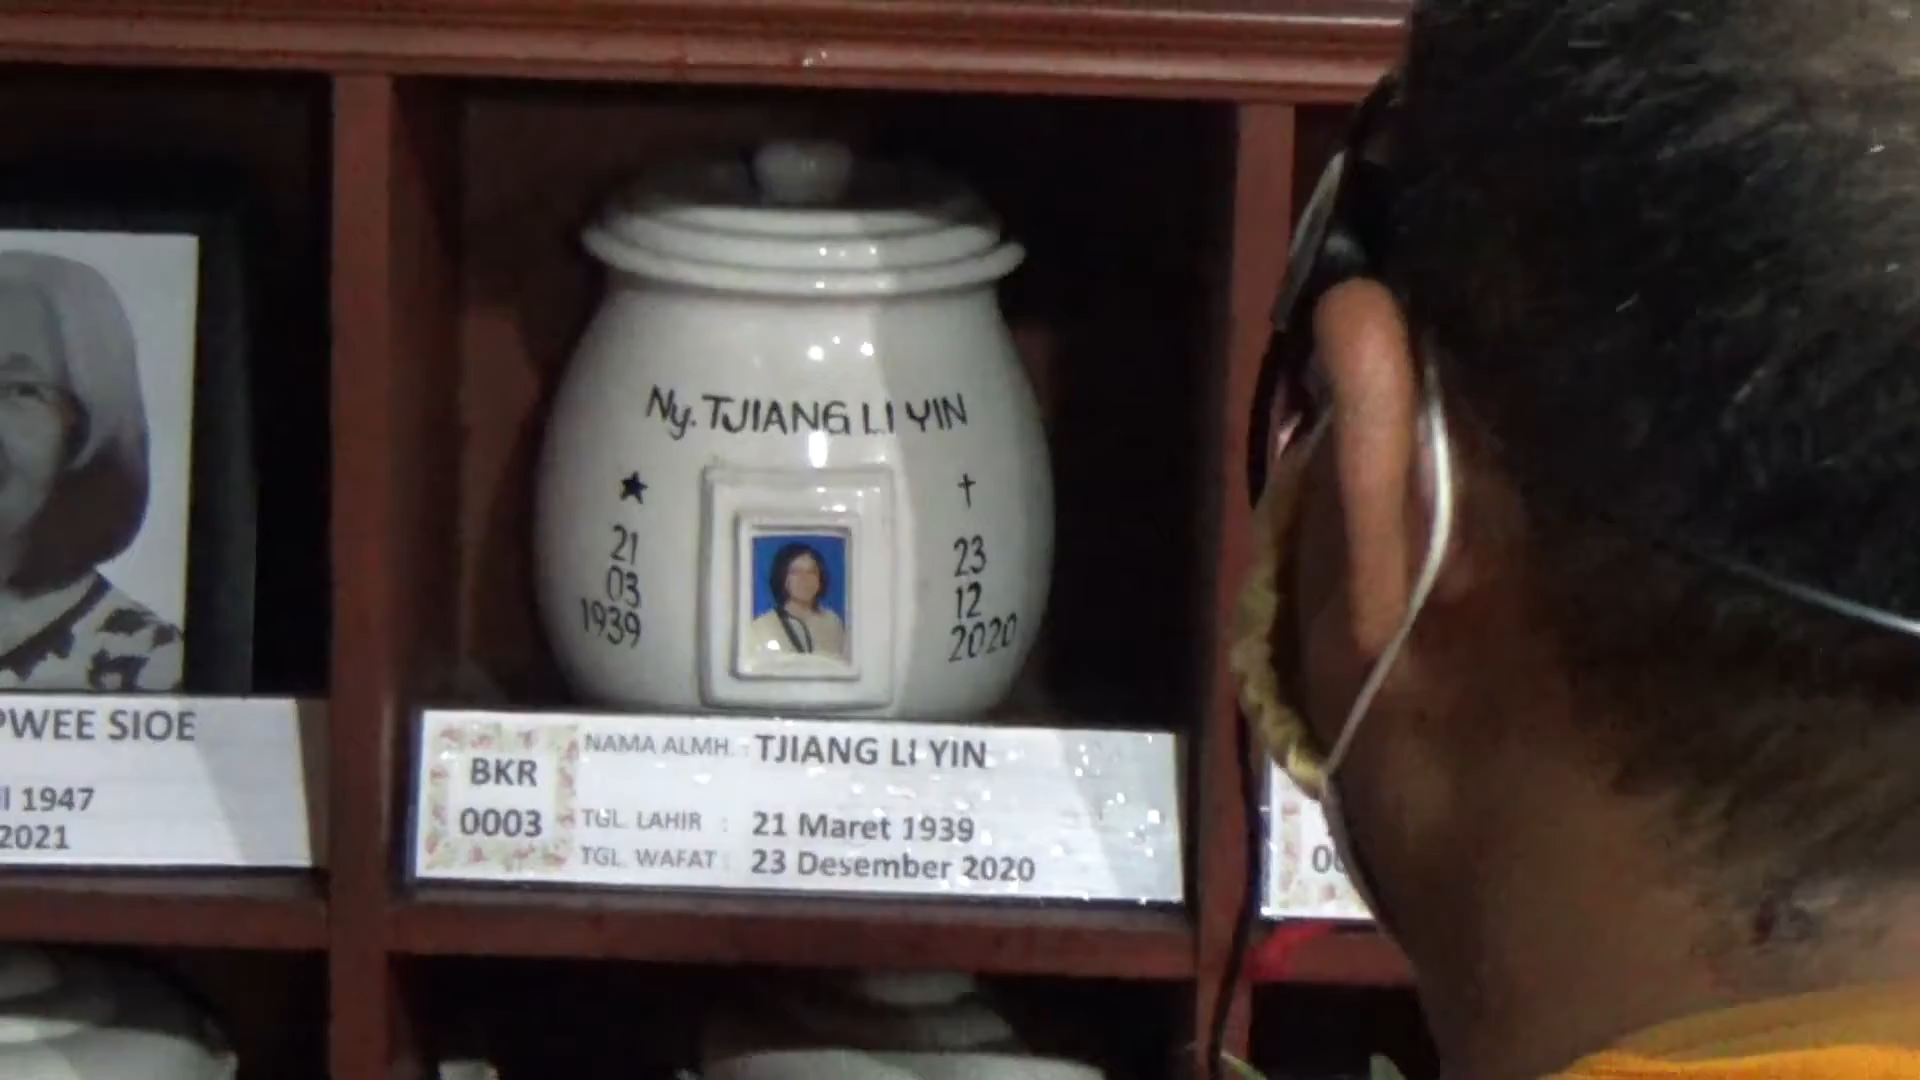 Ny. TJIANG LI YIN
★ †
21 23
03 12
1939 2020
PWEE SIOE
1947
2021
BKR
0003
NAMA ALMH. : TJIANG LI YIN
TGL. LAHIR : 21 Maret 1939
TGL. WAFAT : 23 Desember 2020